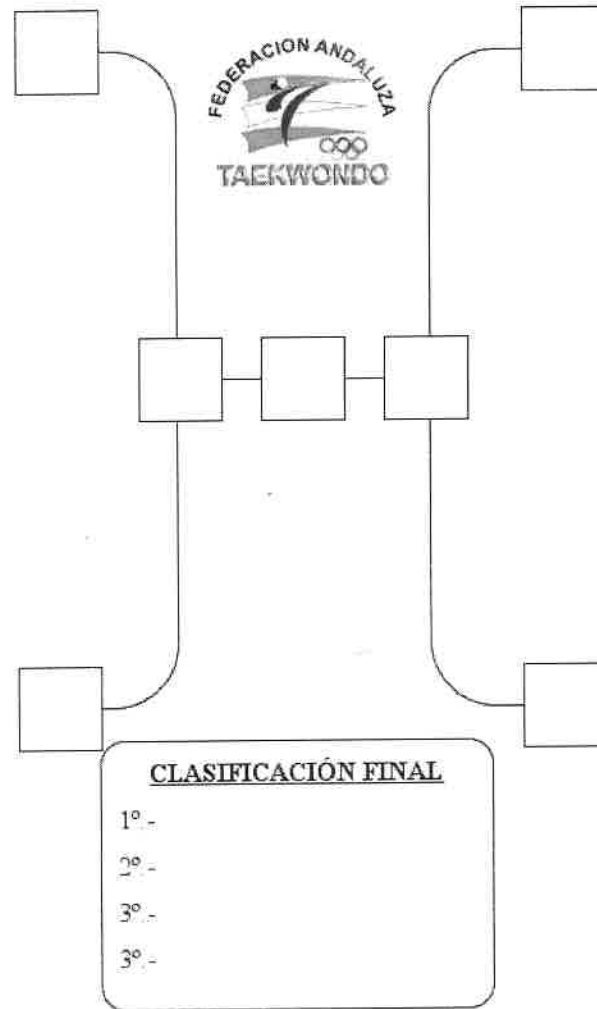 FEDERACION ANDALUZA
TAEKWONDO
CLASIFICACIÓN FINAL
1º.-
2º.-
3º.-
3º.-